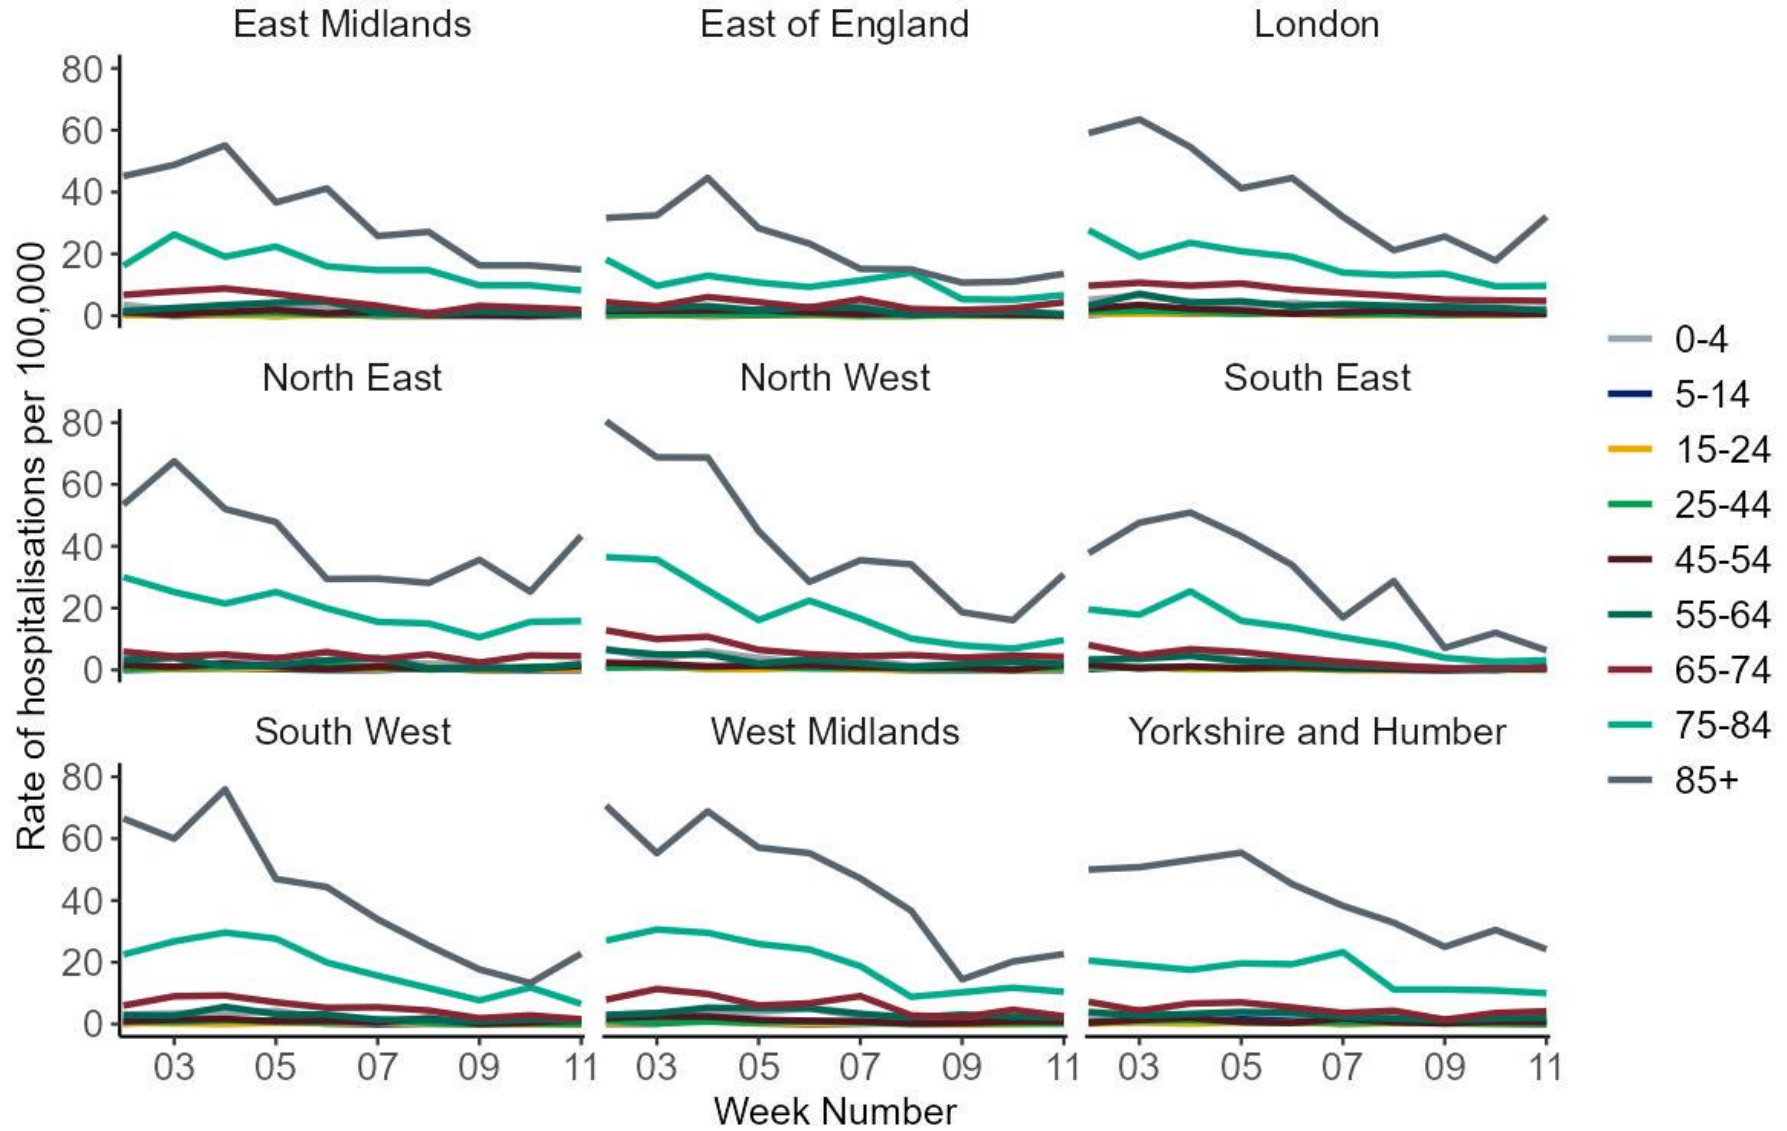 East Midlands
East of England
London
80
60
40
20
0
North East
North West
South East
80
60
40
20
0
South West
West Midlands
Yorkshire and Humber
80
60
40
20
0
03 05 07 09 11
03 05 07 09 11
03 05 07 09 11
Week Number
Rate of hospitalisations per 100,000
0-4
5-14
15-24
25-44
45-54
55-64
65-74
75-84
85+